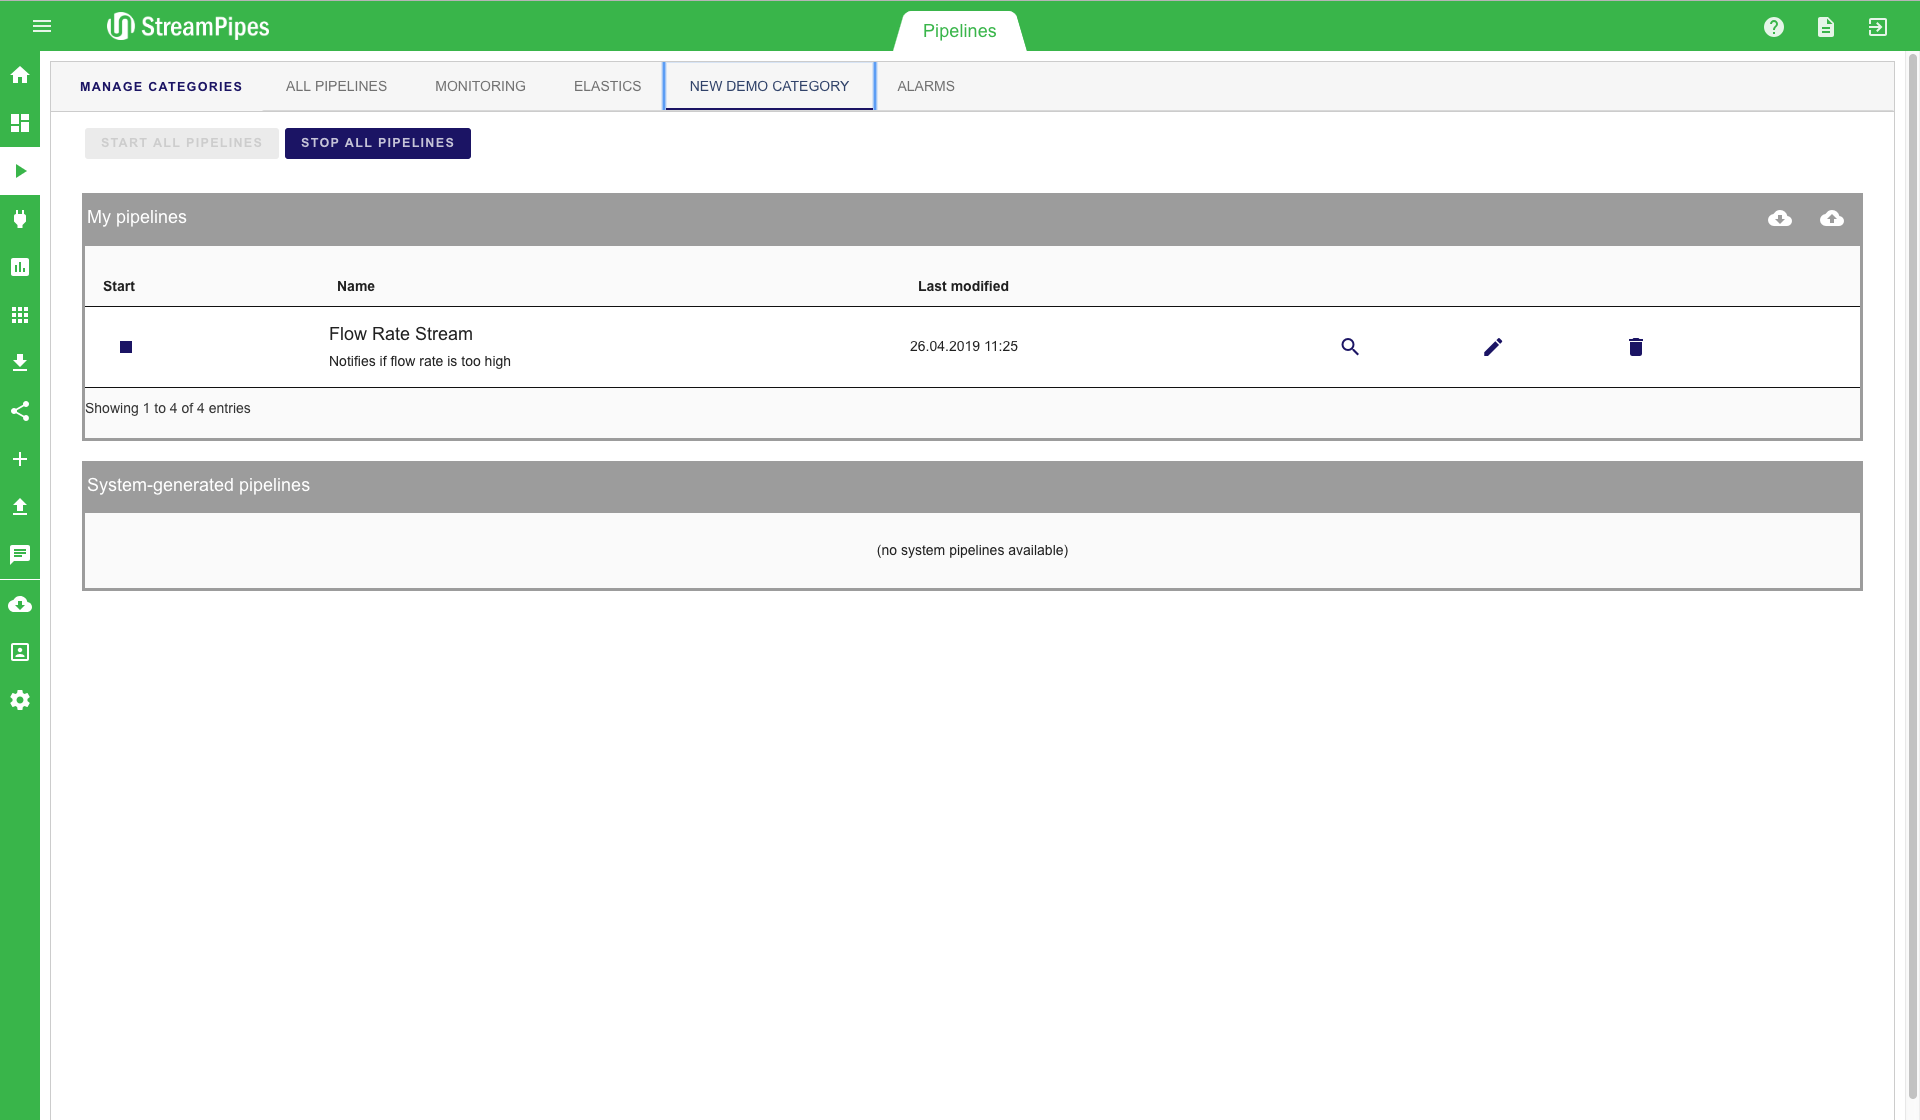 StreamPipes
Pipelines
MANAGE CATEGORIES ALL PIPELINES MONITORING ELASTICS NEW DEMO CATEGORY ALARMS
START ALL PIPELINES STOP ALL PIPELINES
My pipelines
Start Name Last modified
Flow Rate Stream
26.04.2019 11:25
Notifies if flow rate is too high
Showing 1 to 4 of 4 entries
System-generated pipelines
(no system pipelines available)